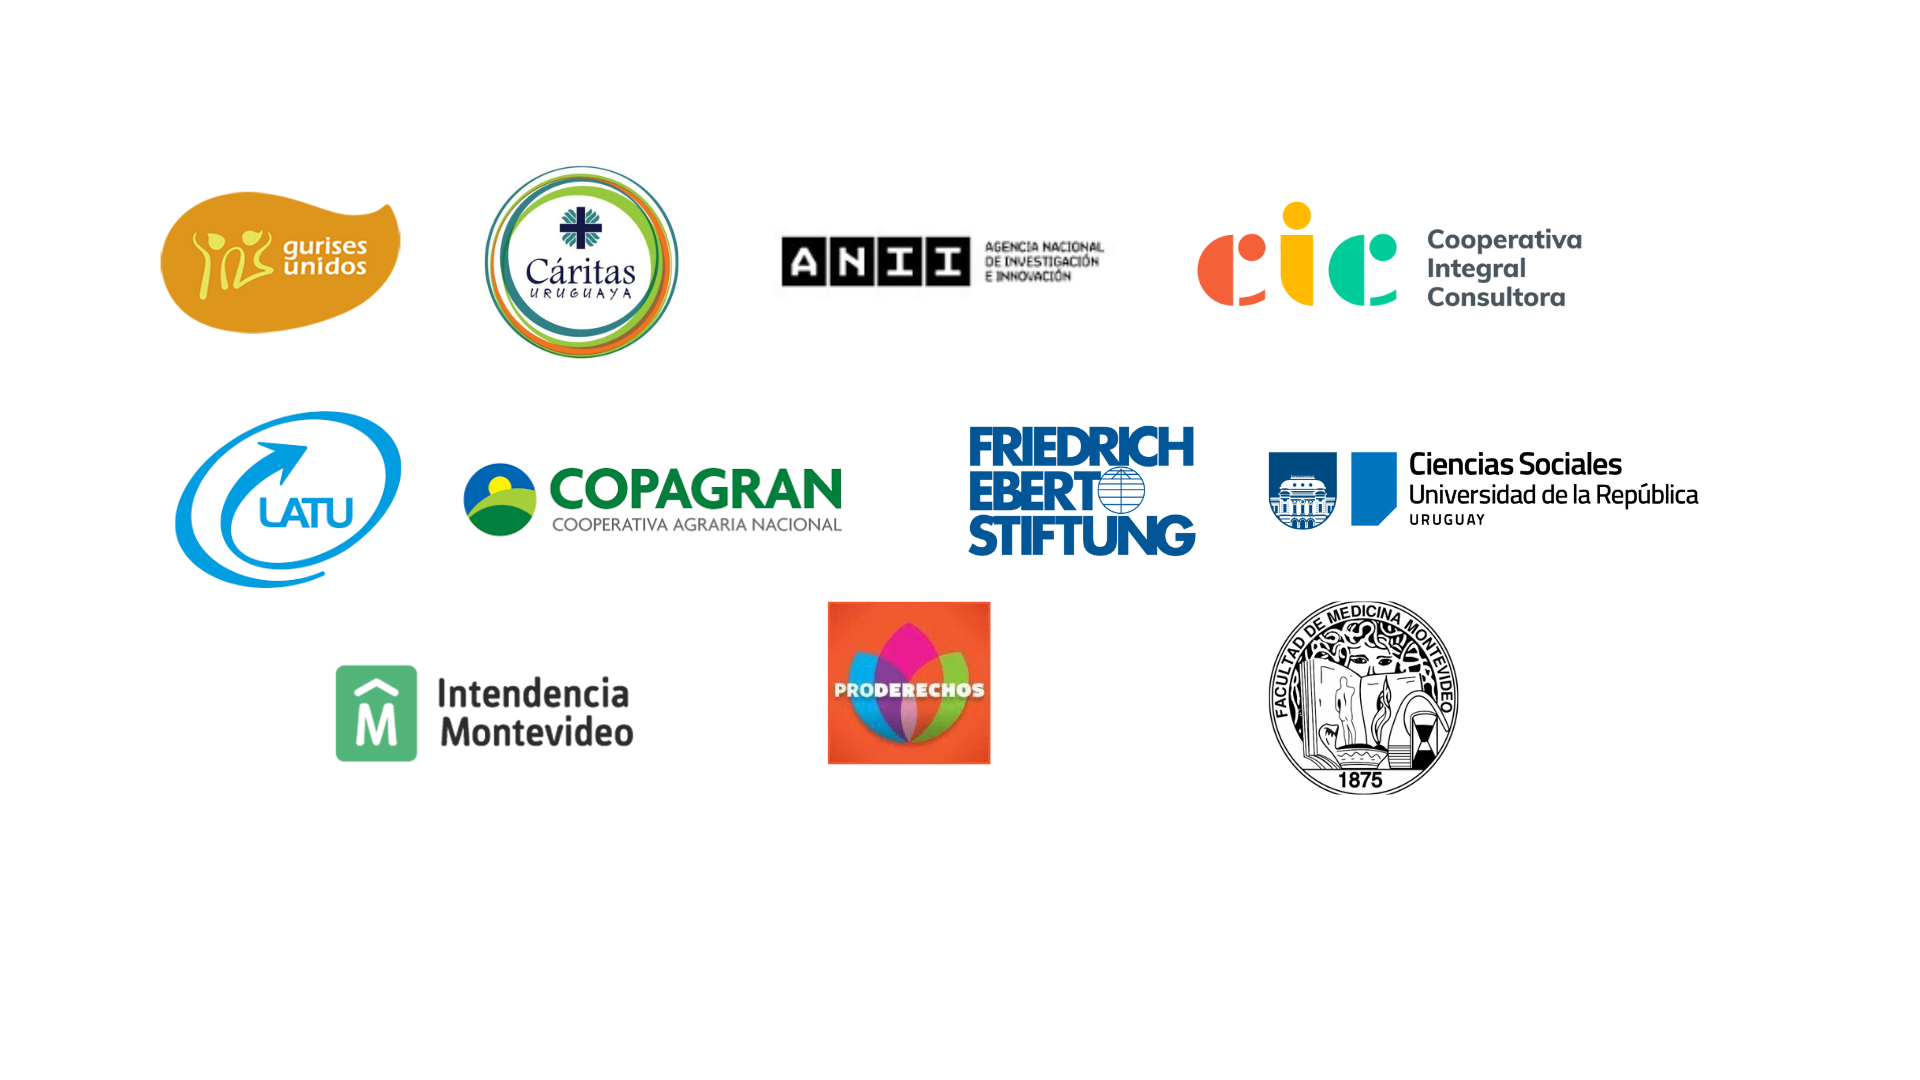 gurises
unidos
Cáritas
URUGUAYA
ANII
AGENCIA NACIONAL
DE INVESTIGACIÓN
E INNOVACIÓN
cic
Cooperativa
Integral
Consultora
LATU
COPAGRAN
COOPERATIVA AGRARIA NACIONAL
FRIEDRICH
EBERT
STIFTUNG
Ciencias Sociales
Universidad de la República
URUGUAY
M
Intendencia
Montevideo
PRODERECHOS
FACULTAD DE MEDICINA MONTEVIDEO
1875